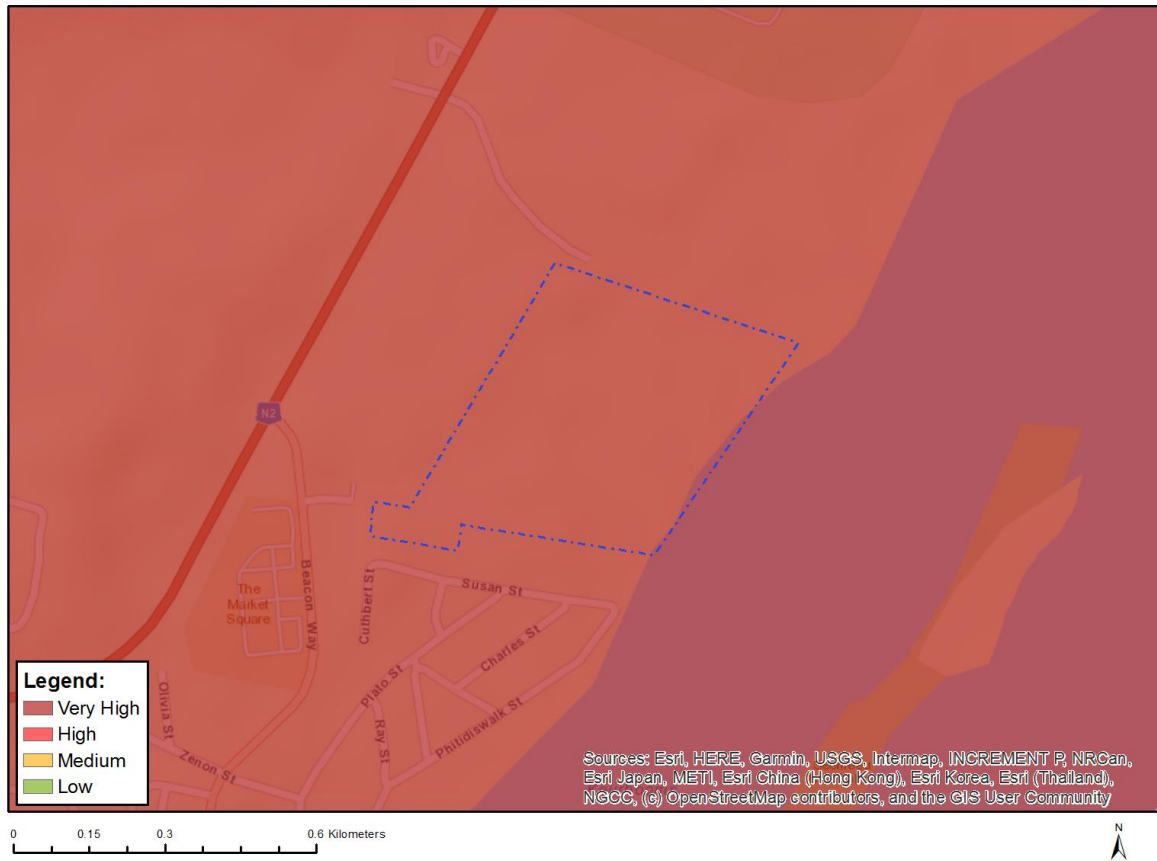 N2
The
Market
Square
Beacon Way
Cuthbert St
Susan St
Charles St
Plato St
Ray St
Phitidiswalk St
Olivia St
Zenon St
Legend:
Very High
High
Medium
Low
Sources: Esri, HERE, Garmin, USGS, Intermap, INCREMENT P, NRCan,
Esri Japan, METI, Esri China (Hong Kong), Esri Korea, Esri (Thailand),
NGCC, (c) OpenStreetMap contributors, and the GIS User Community
0 0.15 0.3 0.6 Kilometers
N